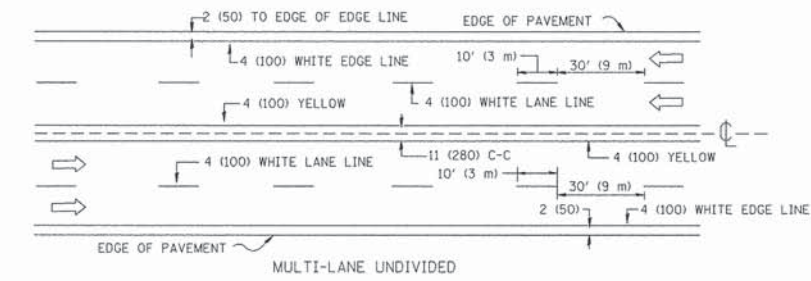 2 (50) TO EDGE OF EDGE LINE
EDGE OF PAVEMENT
4 (100) WHITE EDGE LINE
10' (3 m)
30' (9 m)
4 (100) YELLOW
4 (100) WHITE LANE LINE
CL
4 (100) WHITE LANE LINE
11 (280) C-C
4 (100) YELLOW
10' (3 m)
30' (9 m)
2 (50)
4 (100) WHITE EDGE LINE
EDGE OF PAVEMENT
MULTI-LANE UNDIVIDED